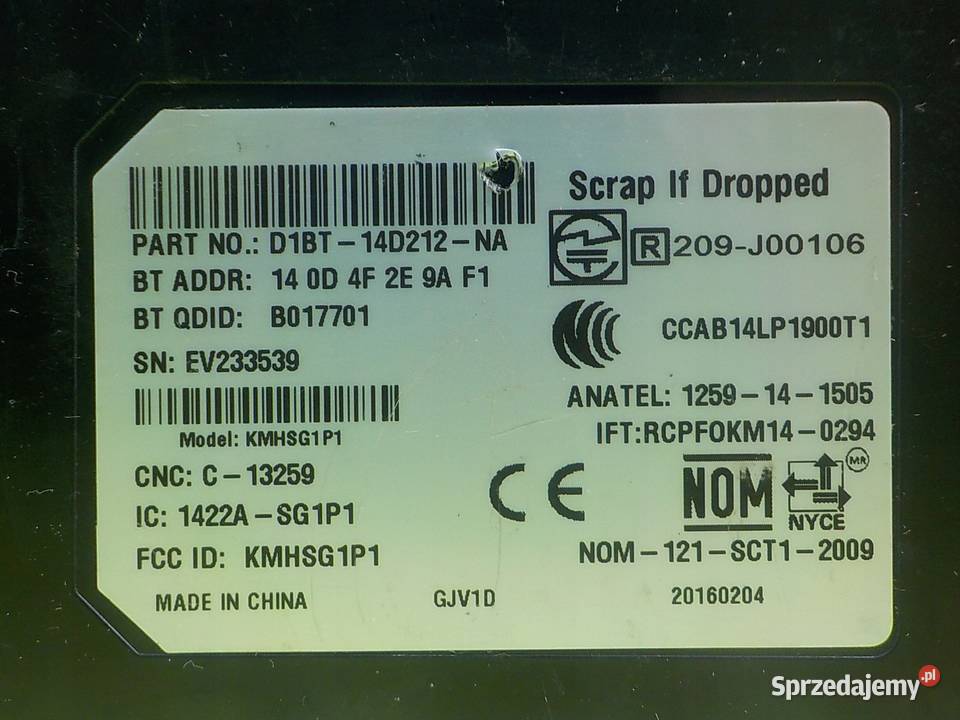 Scrap If Dropped
PART NO.: D1BT-14D212-NA
R 209-J00106
BT ADDR: 14 0D 4F 2E 9A F1
BT QDID: B017701
CCAB14LP1900T1
SN: EV233539
ANATEL: 1259-14-1505
Model: KMHSG1P1
IFT:RCPFOKM14-0294
CNC: C-13259
CE
NOM
MR
NYCE
IC: 1422A-SG1P1
FCC ID: KMHSG1P1
NOM-121-SCT1-2009
MADE IN CHINA
GJV1D
20160204
Sprzedajemy.pl